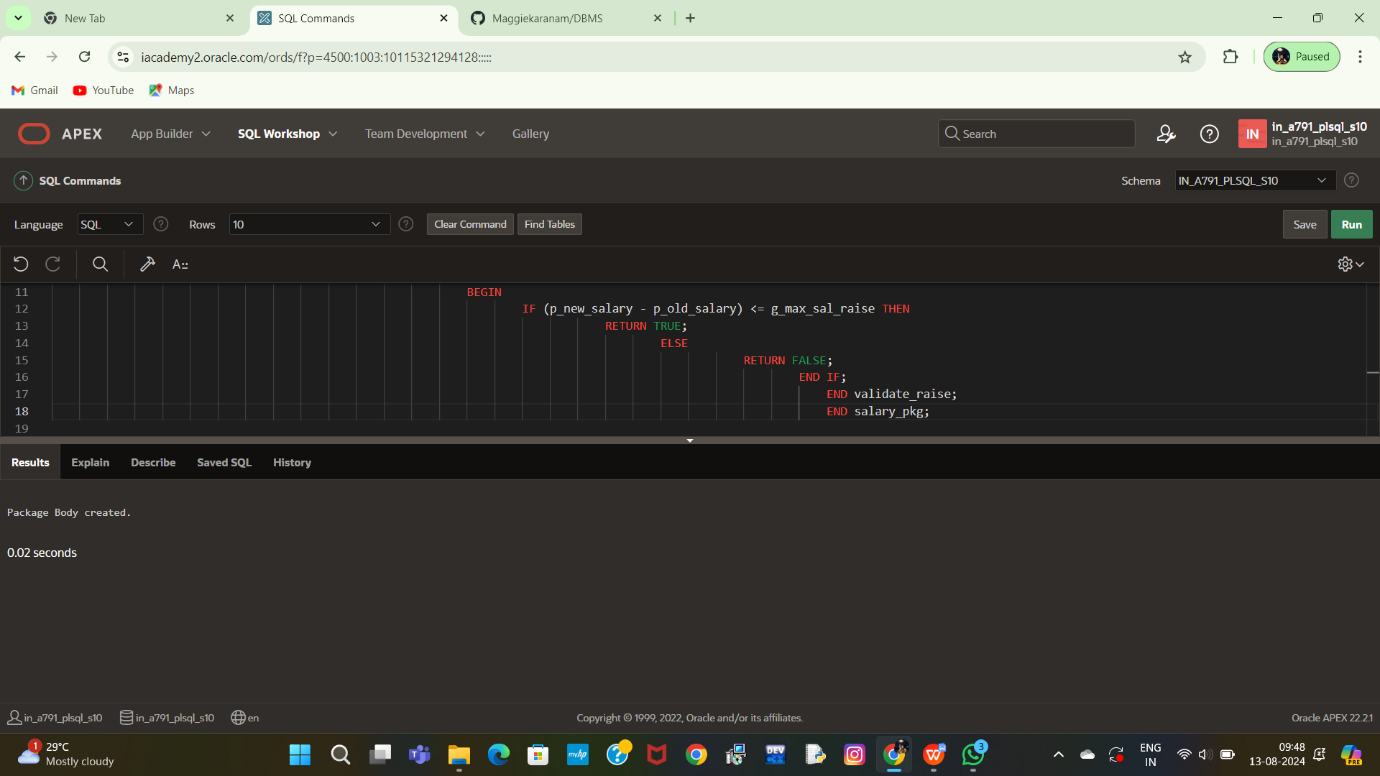 New Tab
SQL Commands
Maggiekaranam/DBMS
iacademy2.oracle.com/ords/f?p=4500:1003:10115321294128:::::
Paused
Gmail
YouTube
Maps
APEX
App Builder
SQL Workshop
Team Development
Gallery
Search
IN
in_a791_plsql_s10
in_a791_plsql_s10
SQL Commands
Schema
IN_A791_PLSQL_S10
Language
SQL
Rows
10
Clear Command
Find Tables
Save
Run
11 BEGIN
12 IF (p_new_salary - p_old_salary) <= g_max_sal_raise THEN
13 RETURN TRUE;
14 ELSE
15 RETURN FALSE;
16 END IF;
17 END validate_raise;
18 END salary_pkg;
19
Results
Explain
Describe
Saved SQL
History
Package Body created.
0.02 seconds
in_a791_plsql_s10
in_a791_plsql_s10
en
Copyright © 1999, 2022, Oracle and/or its affiliates.
Oracle APEX 22.2.1
1
29°C
Mostly cloudy
myhp
DEV
3
ENG
IN
09:48
13-08-2024
PRE